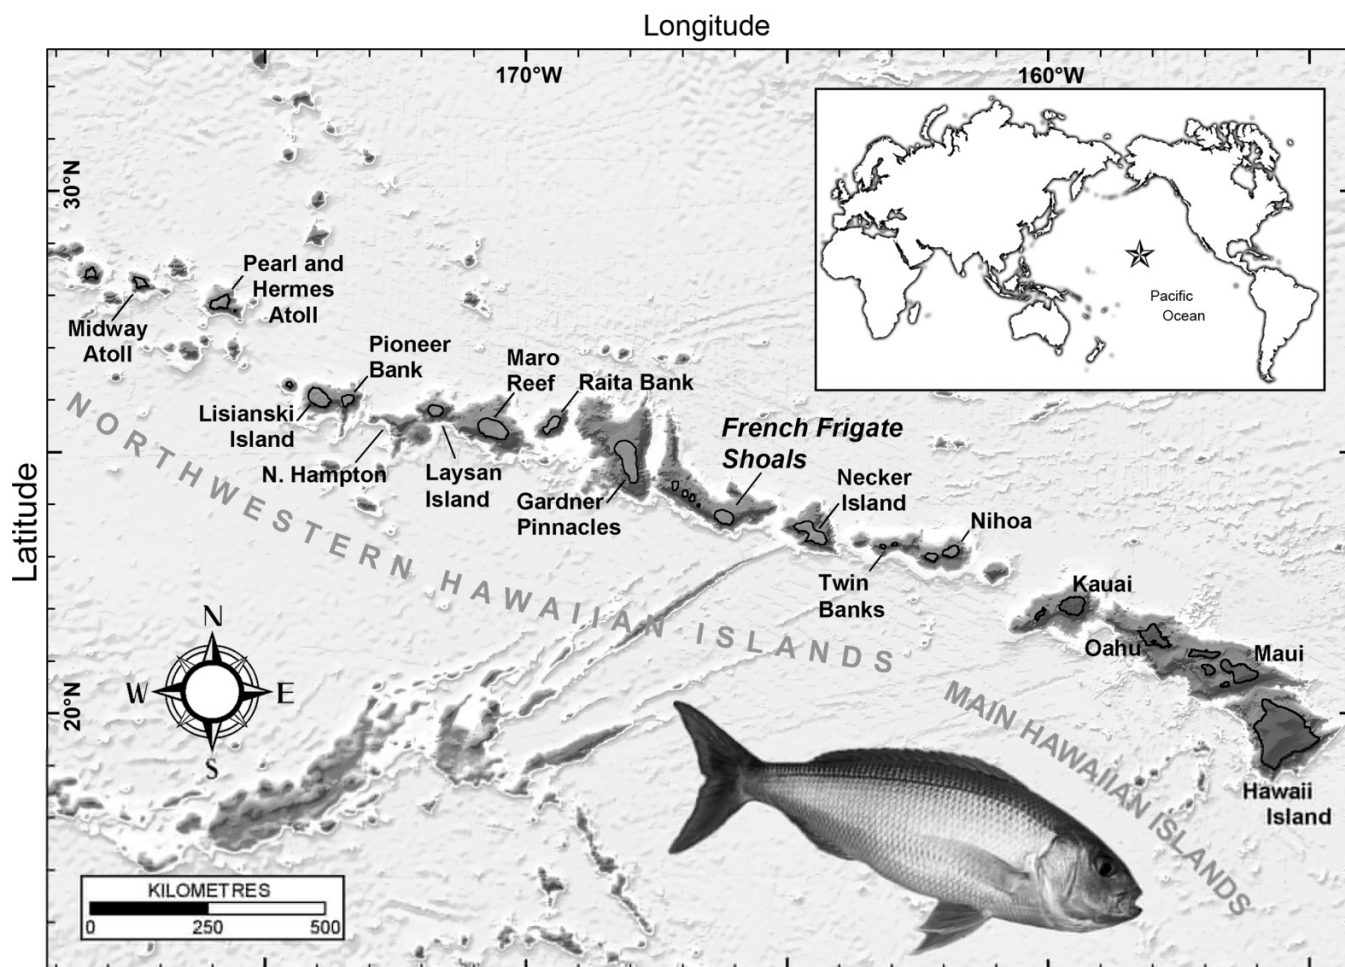 Longitude
170°W
160°W
30°N
20°N
Latitude
Pearl and
Hermes
Atoll
Midway
Atoll
Pioneer
Bank
Lisianski
Island
N. Hampton
Maro
Reef
Laysan
Island
Raita Bank
Gardner
Pinnacles
French Frigate
Shoals
Necker
Island
Nihoa
Twin
Banks
Kauai
Oahu
Maui
Hawaii
Island
NORTHWESTERN HAWAIIAN ISLANDS
MAIN HAWAIIAN ISLANDS
Pacific
Ocean
N
W
E
S
KILOMETRES
0 250 500